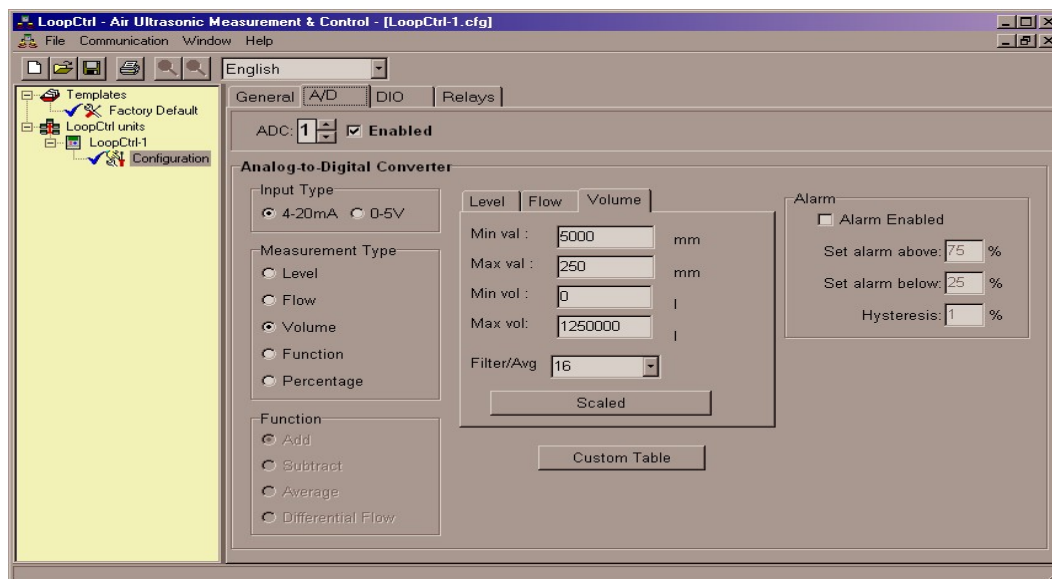 LoopCtrl - Air Ultrasonic Measurement & Control - [LoopCtrl-1.cfg]
File Communication Window Help
English
Templates
Factory Default
LoopCtrl units
LoopCtrl-1
Configuration
General A/D DIO Relays
ADC: 1 Enabled
Analog-to-Digital Converter
Input Type
4-20mA 0-5V
Measurement Type
Level
Flow
Volume
Function
Percentage
Function
Add
Subtract
Average
Differential Flow
Level Flow Volume
Min val : 5000 mm
Max val : 250 mm
Min vol : 0 l
Max vol: 1250000 l
Filter/Avg 16
Scaled
Custom Table
Alarm
Alarm Enabled
Set alarm above: 75 %
Set alarm below: 25 %
Hysteresis: 1 %